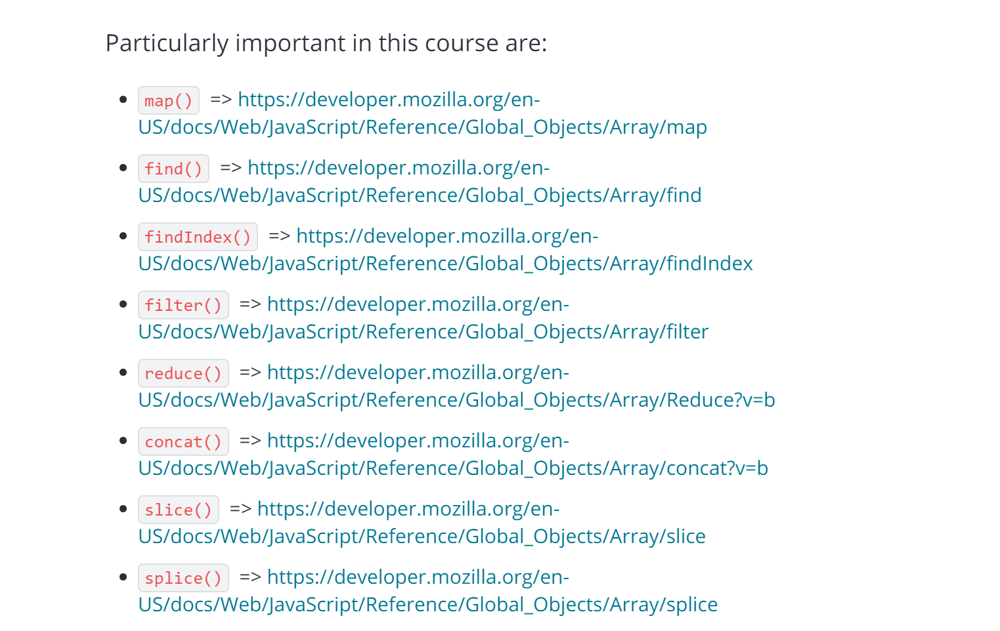 Particularly important in this course are:
map() => https://developer.mozilla.org/en-
US/docs/Web/JavaScript/Reference/Global_Objects/Array/map
find() => https://developer.mozilla.org/en-
US/docs/Web/JavaScript/Reference/Global_Objects/Array/find
findIndex() => https://developer.mozilla.org/en-
US/docs/Web/JavaScript/Reference/Global_Objects/Array/findIndex
filter() => https://developer.mozilla.org/en-
US/docs/Web/JavaScript/Reference/Global_Objects/Array/filter
reduce() => https://developer.mozilla.org/en-
US/docs/Web/JavaScript/Reference/Global_Objects/Array/Reduce?v=b
concat() => https://developer.mozilla.org/en-
US/docs/Web/JavaScript/Reference/Global_Objects/Array/concat?v=b
slice() => https://developer.mozilla.org/en-
US/docs/Web/JavaScript/Reference/Global_Objects/Array/slice
splice() => https://developer.mozilla.org/en-
US/docs/Web/JavaScript/Reference/Global_Objects/Array/splice